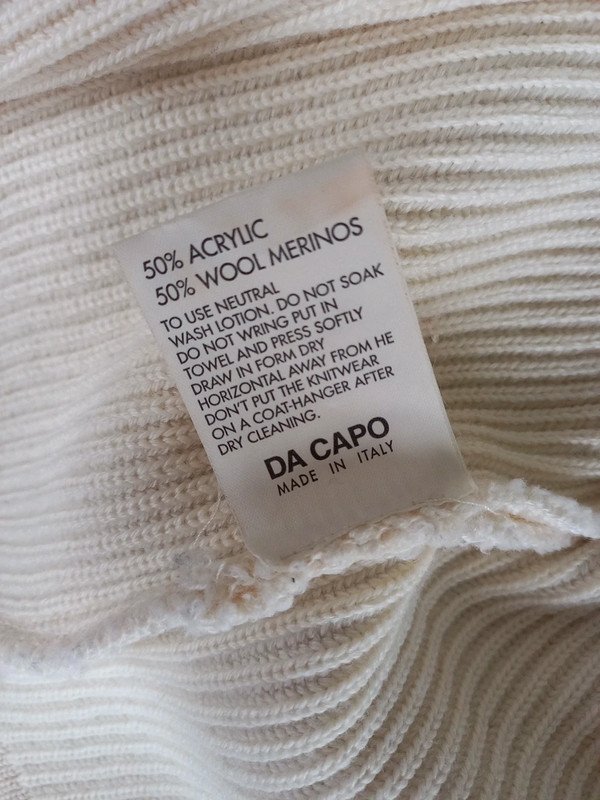 50% ACRYLIC
50% WOOL MERINOS
TO USE NEUTRAL
WASH LOTION. DO NOT SOAK
DO NOT WRING PUT IN
TOWEL AND PRESS SOFTLY
DRAW IN FORM DRY
HORIZONTAL AWAY FROM HE
DON'T PUT THE KNITWEAR
ON A COAT-HANGER AFTER
DRY CLEANING.
DA CAPO
MADE IN ITALY